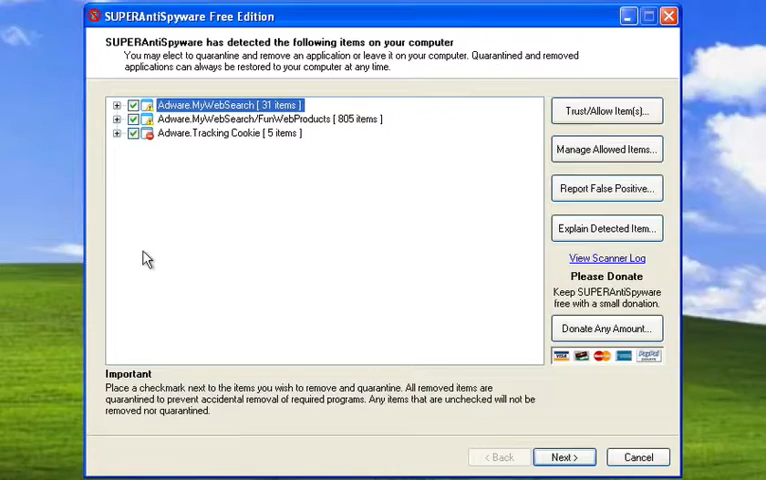 SUPERAntiSpyware Free Edition
SUPERAntiSpyware has detected the following items on your computer
You may elect to quarantine and remove an application or leave it on your computer. Quarantined and removed
applications can always be restored to your computer at any time.
Adware.MyWebSearch [ 31 items ]
Adware.MyWebSearch/FunWebProducts [ 805 items ]
Adware.Tracking Cookie [ 5 items ]
Trust/Allow Item(s)...
Manage Allowed Items...
Report False Positive...
Explain Detected Item...
View Scanner Log
Please Donate
Keep SUPERAntiSpyware
free with a small donation.
Donate Any Amount...
VISA
PayPal
Important
Place a checkmark next to the items you wish to remove and quarantine. All removed items are
quarantined to prevent accidental removal of required programs. Any items that are unchecked will not be
removed nor quarantined.
< Back
Next >
Cancel